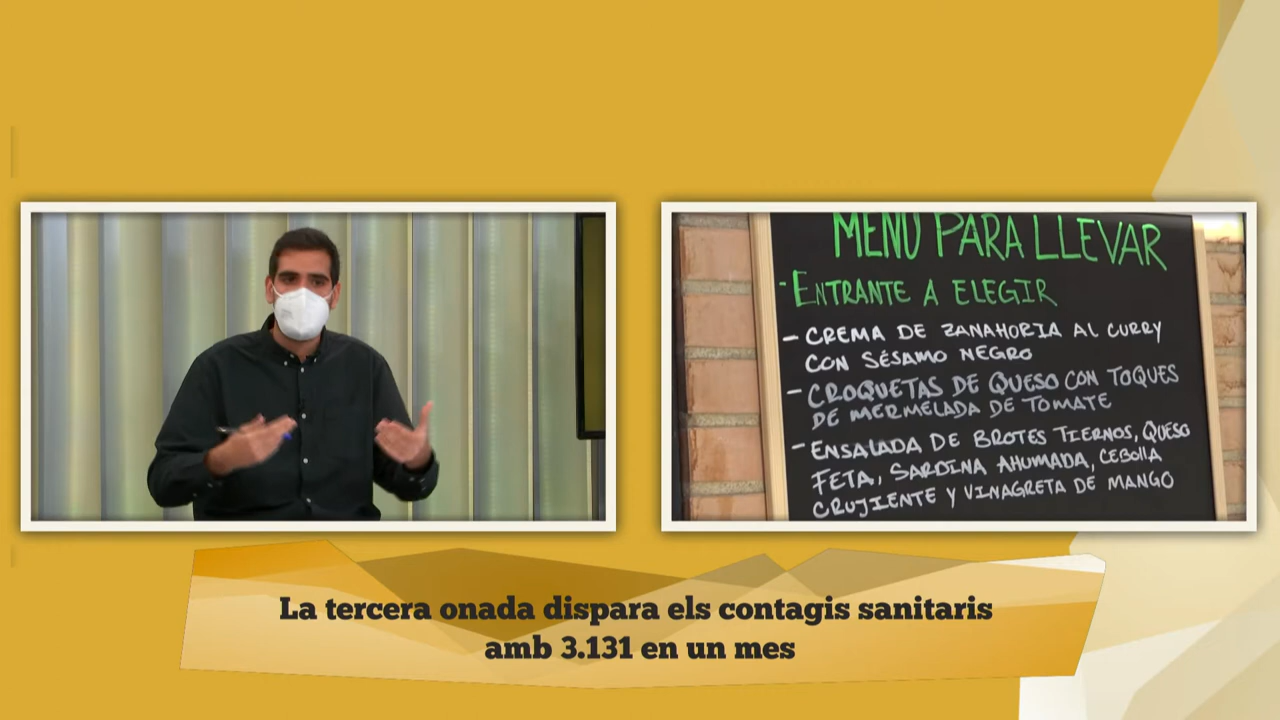 MENÚ PARA LLEVAR
- ENTRANTE A ELEGIR
- CREMA DE ZANAHORIA AL CURRY
CON SÉSAMO NEGRO
- CROQUETAS DE QUESO CON TOQUES
DE MERMELADA DE TOMATE
- ENSALADA DE BROTES TIERNOS, QUESO
FETA, SARDINA AHUMADA, CEBOLLA
CRUJIENTE Y VINAGRETA DE MANGO
La tercera onada dispara els contagis sanitaris
amb 3.131 en un mes